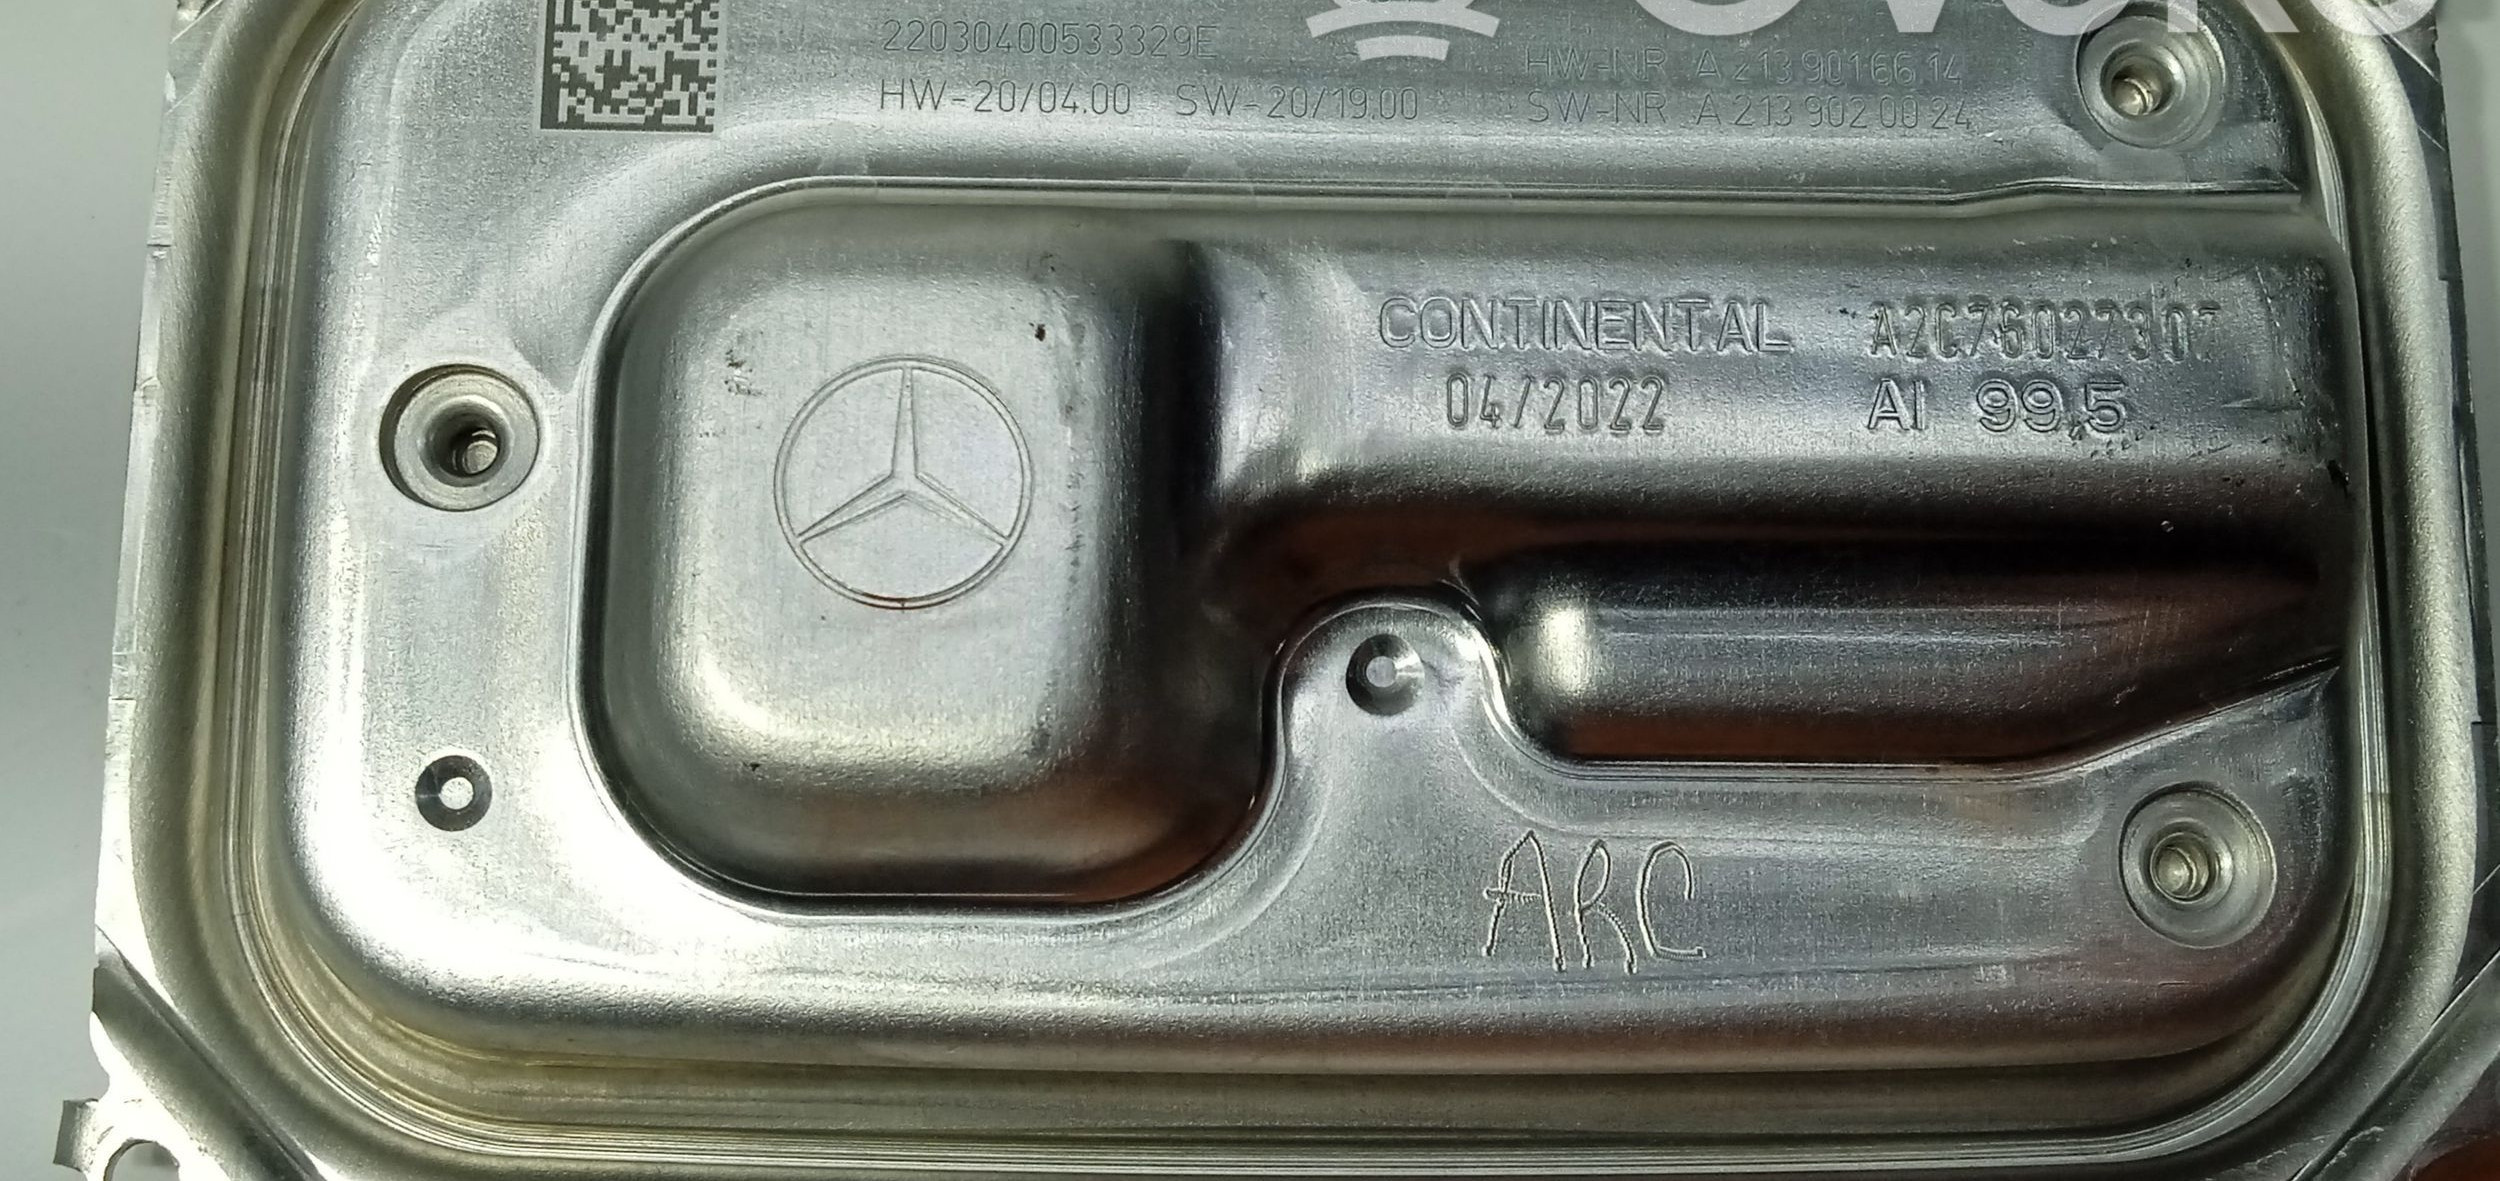 22030400533329E
HW-20/04.00 SW-20/19.00
HW-NR A 213 901 66 14
SW-NR A 213 902 00 24
CONTINENTAL A2C76027307
04/2022 Al 99,5
ARC